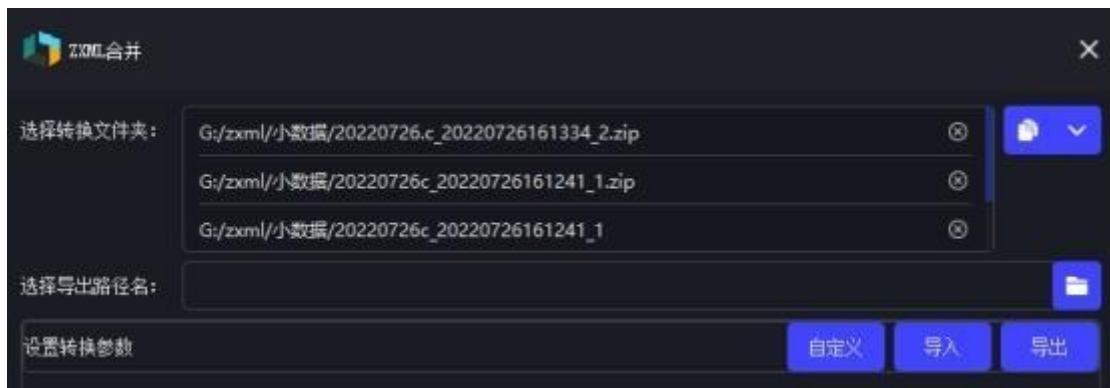 ZXML合并
选择转换文件夹：
G:/zxml/小数据/20220726.c_20220726161334_2.zip
G:/zxml/小数据/20220726c_20220726161241_1.zip
G:/zxml/小数据/20220726c_20220726161241_1
选择导出路径名：
设置转换参数 自定义 导入 导出